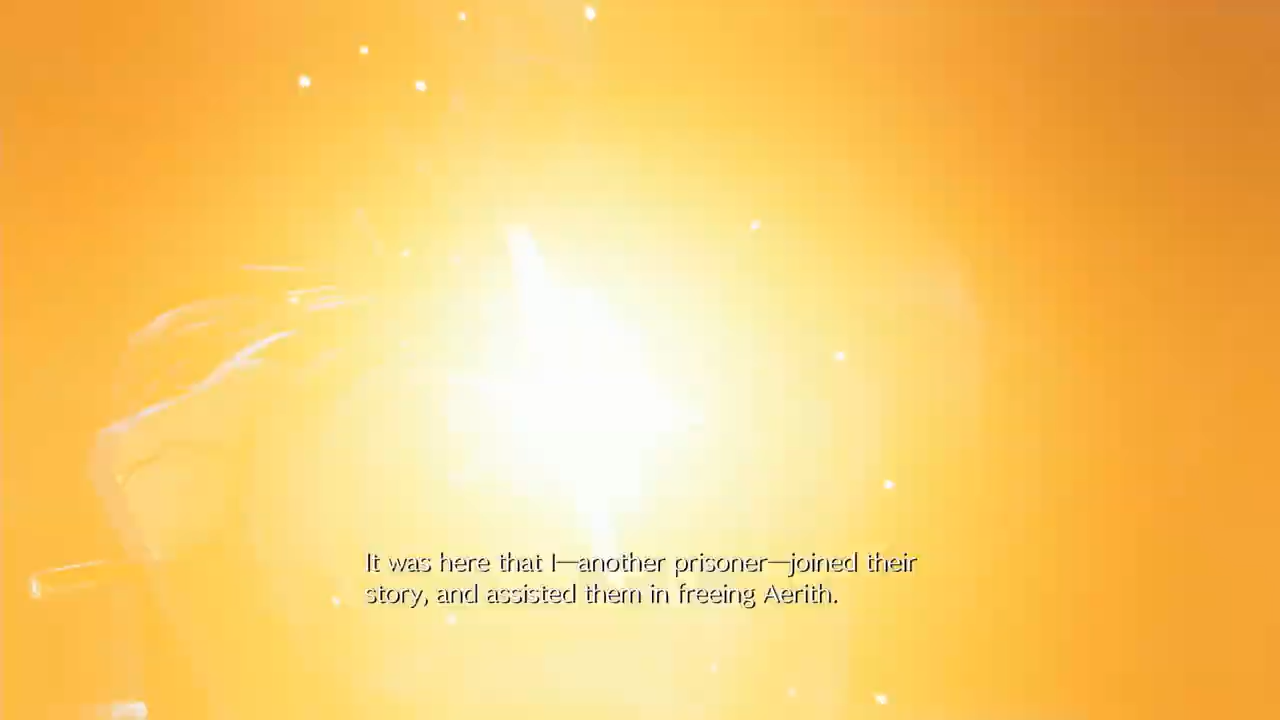 It was here that I—another prisoner—joined their
story, and assisted them in freeing Aerith.